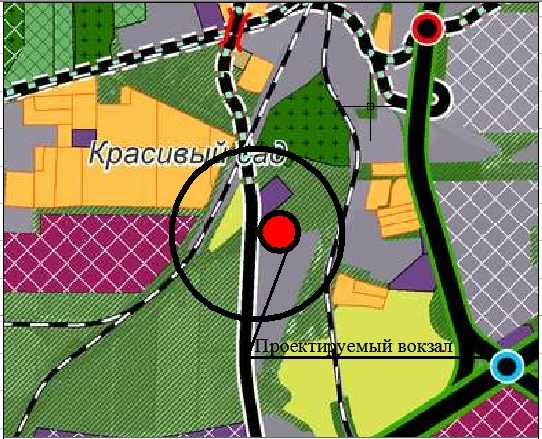 Красивый сад
Проектируемый вокзал